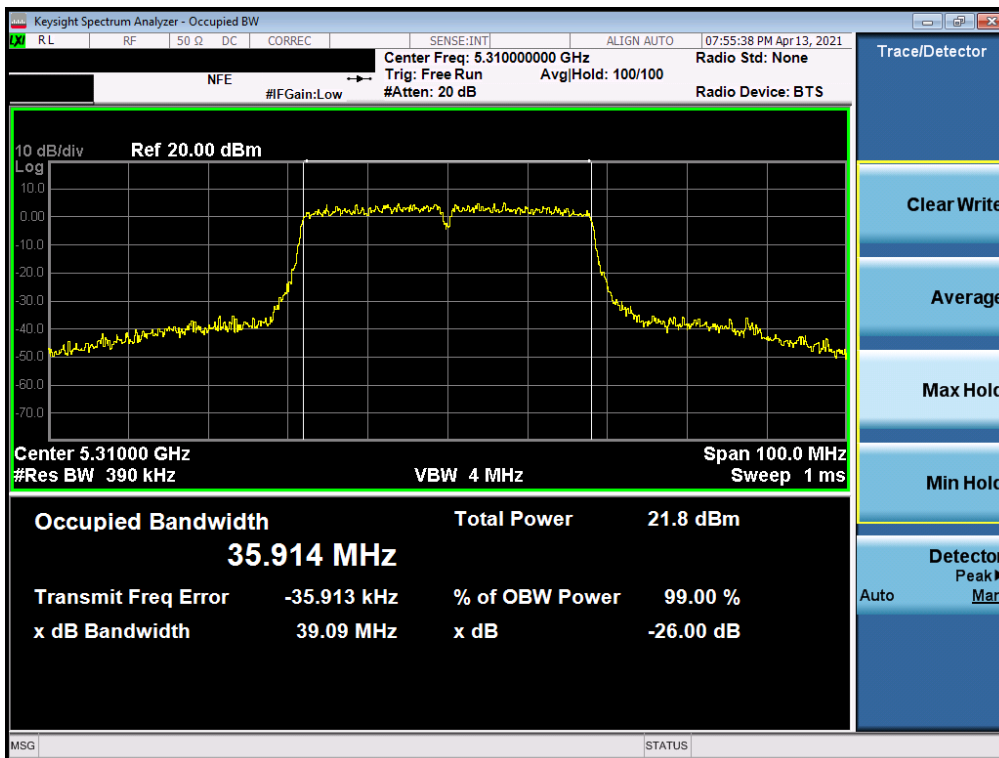 Keysight Spectrum Analyzer - Occupied BW
LXI RL RF 50 Ω DC CORREC SENSE:INT ALIGN AUTO 07:55:38 PM Apr 13, 2021
Center Freq: 5.310000000 GHz Radio Std: None
NFE Trig: Free Run Avg|Hold: 100/100
#IFGain:Low #Atten: 20 dB Radio Device: BTS
10 dB/div Ref 20.00 dBm
Log
10.0
0.00
-10.0
-20.0
-30.0
-40.0
-50.0
-60.0
-70.0
Center 5.31000 GHz Span 100.0 MHz
#Res BW 390 kHz VBW 4 MHz Sweep 1 ms
Occupied Bandwidth Total Power 21.8 dBm
35.914 MHz
Transmit Freq Error -35.913 kHz % of OBW Power 99.00 %
x dB Bandwidth 39.09 MHz x dB -26.00 dB
MSG STATUS
Trace/Detector
Clear Write
Average
Max Hold
Min Hold
Detector
Peak
Auto Man